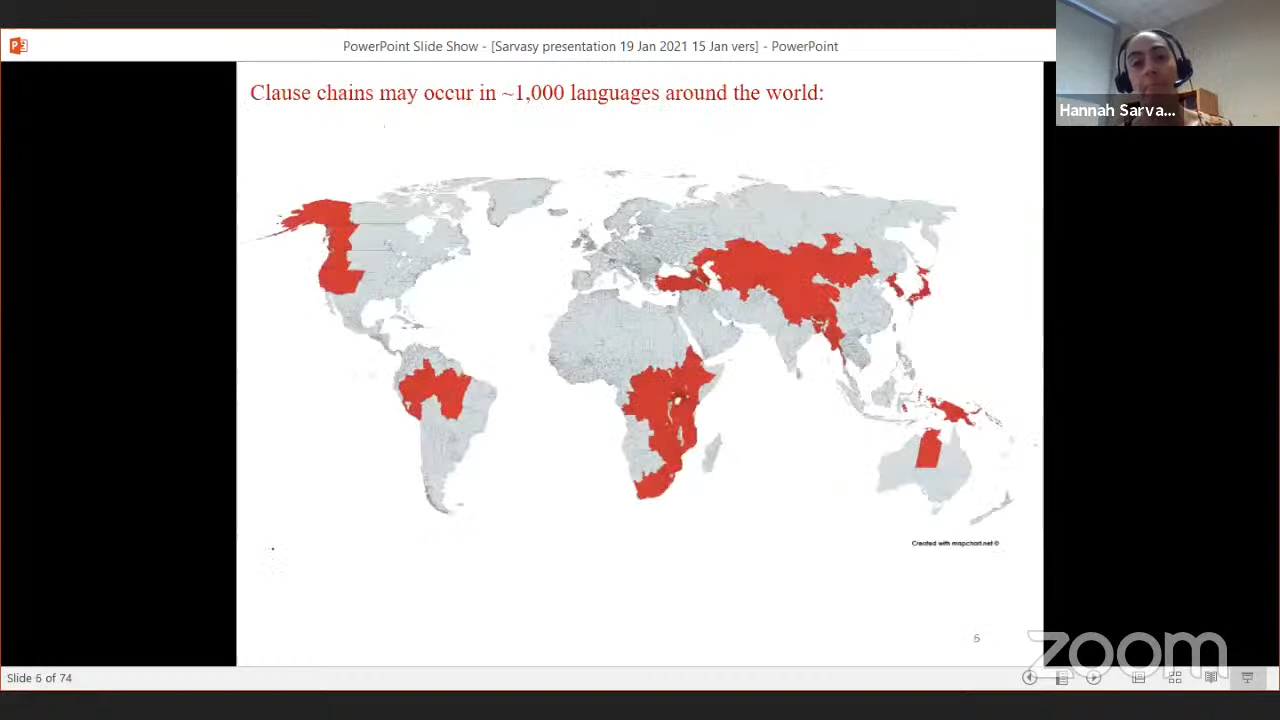 PowerPoint Slide Show - [Sarvasy presentation 19 Jan 2021 15 Jan vers] - PowerPoint
Hannah Sarva...
Clause chains may occur in ~1,000 languages around the world:
Created with mapchart.net ©
6
zoom
Slide 6 of 74